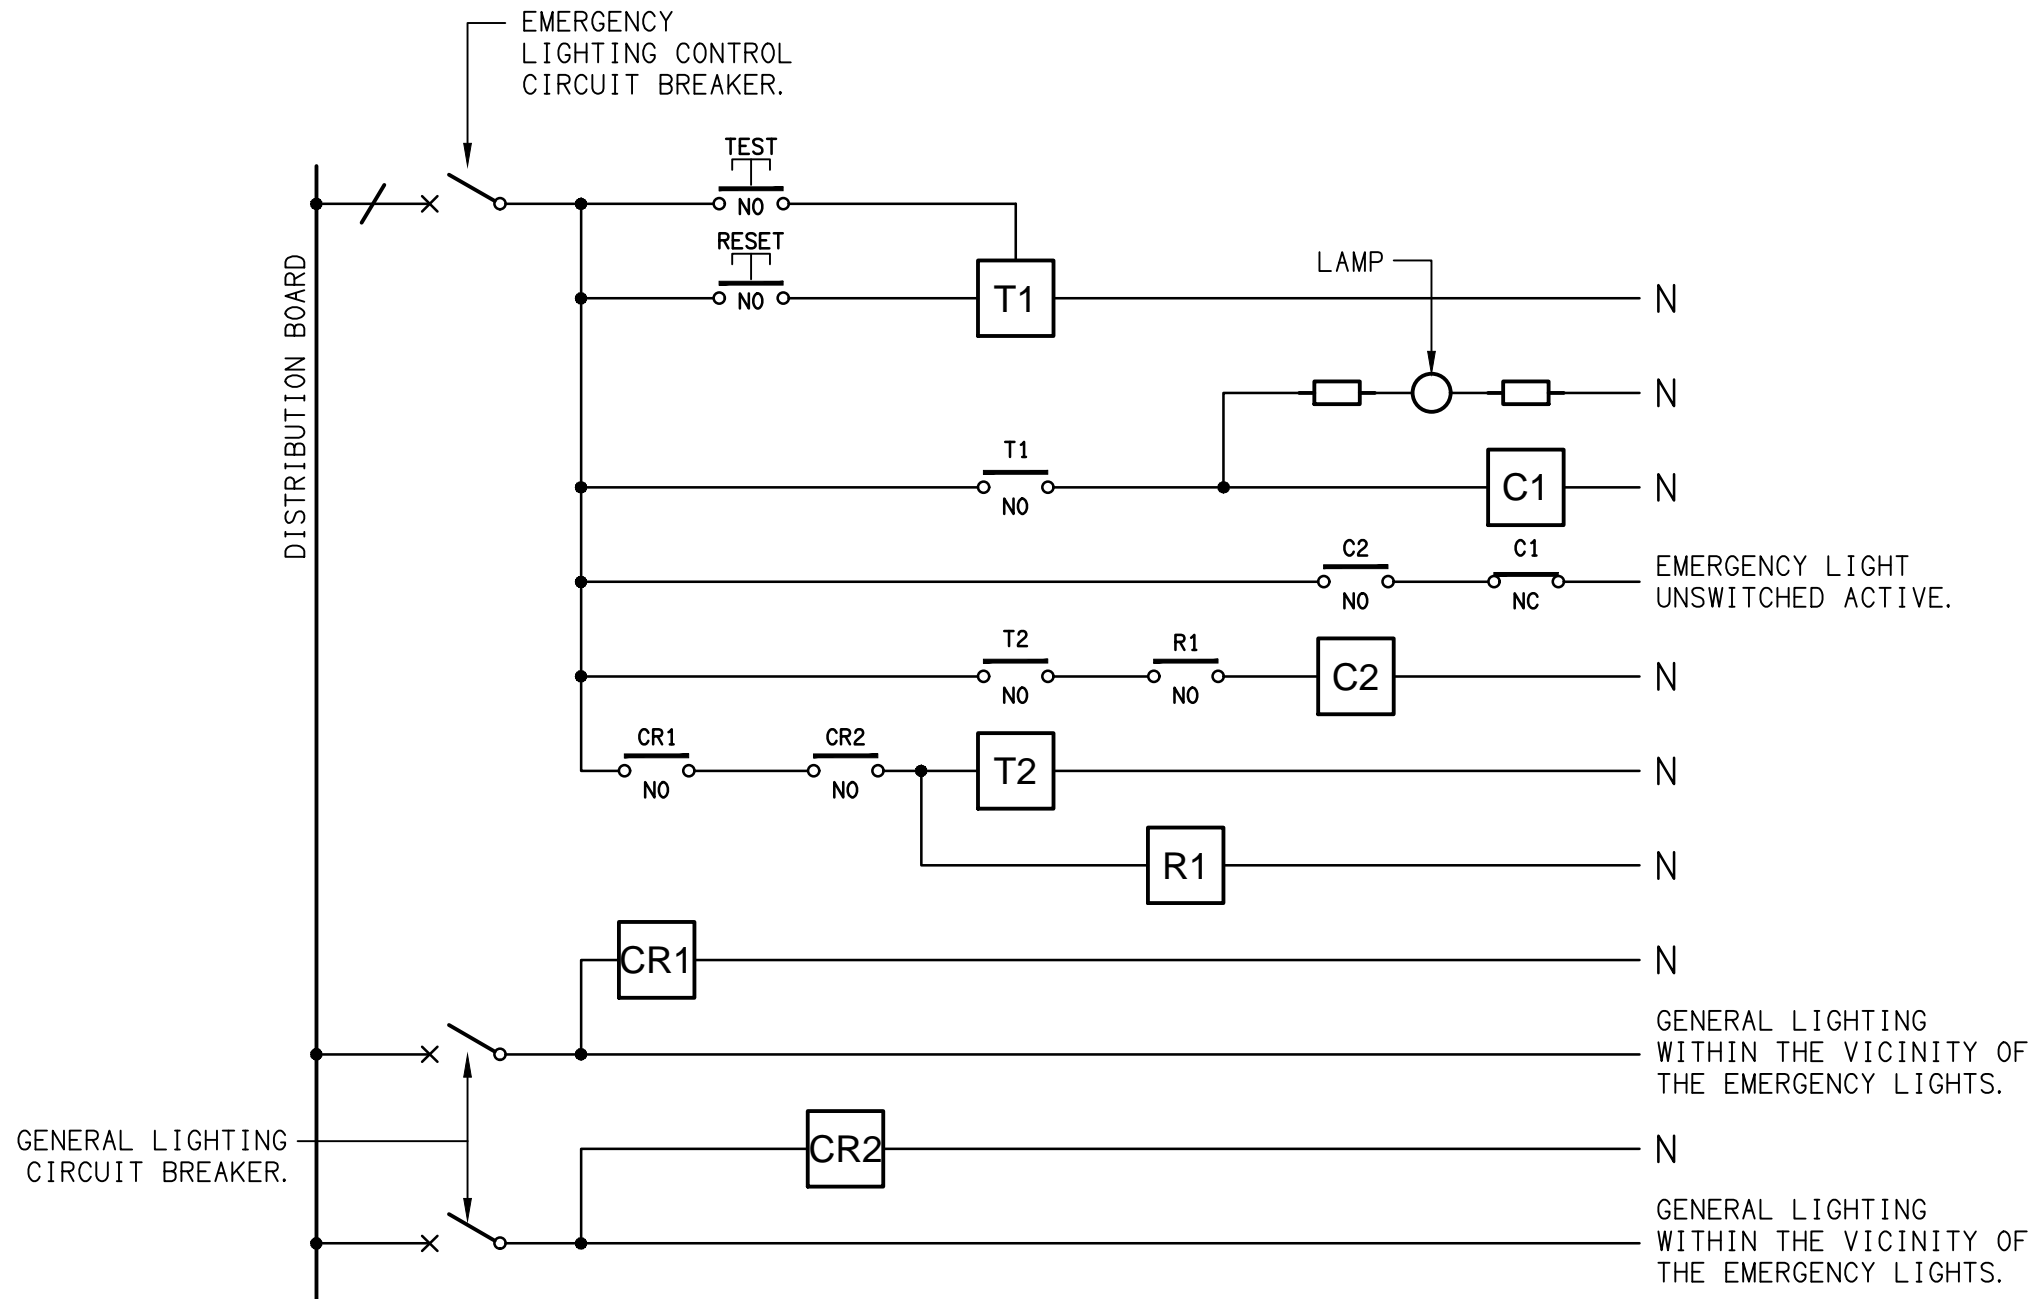 EMERGENCY
LIGHTING CONTROL
CIRCUIT BREAKER.
TEST
NO
RESET
NO
T1
N
LAMP
N
DISTRIBUTION BOARD
T1
NO
C1
N
C2
NO
C1
NC
EMERGENCY LIGHT
UNSWITCHED ACTIVE.
T2
NO
R1
NO
C2
N
CR1
NO
CR2
NO
T2
N
R1
N
CR1
N
GENERAL LIGHTING
WITHIN THE VICINITY OF
THE EMERGENCY LIGHTS.
GENERAL LIGHTING
CIRCUIT BREAKER.
CR2
N
GENERAL LIGHTING
WITHIN THE VICINITY OF
THE EMERGENCY LIGHTS.